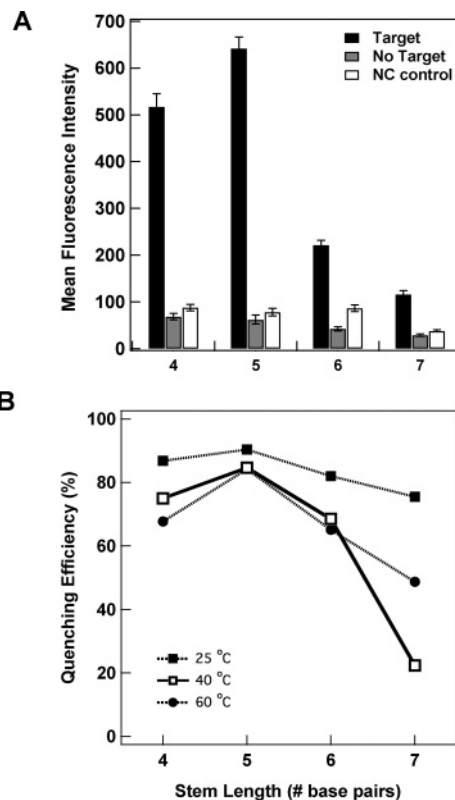 A
Mean Fluorescence Intensity
700
600
500
400
300
200
100
0
Target
No Target
NC control
4 5 6 7
B
Quenching Efficiency (%)
100
80
60
40
20
0
25 °C
40 °C
60 °C
4 5 6 7
Stem Length (# base pairs)